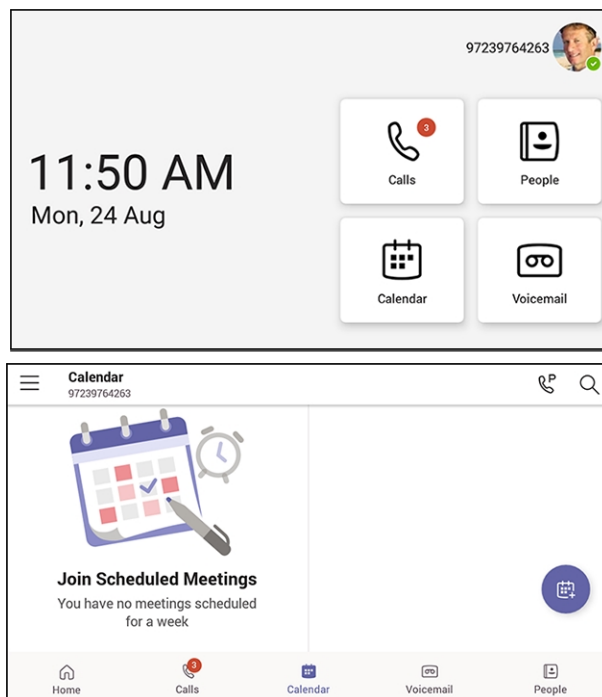 97239764263
11:50 AM
Mon, 24 Aug
3
Calls
People
Calendar
Voicemail
Calendar
97239764263
P
Join Scheduled Meetings
You have no meetings scheduled
for a week
3
Home
Calls
Calendar
Voicemail
People